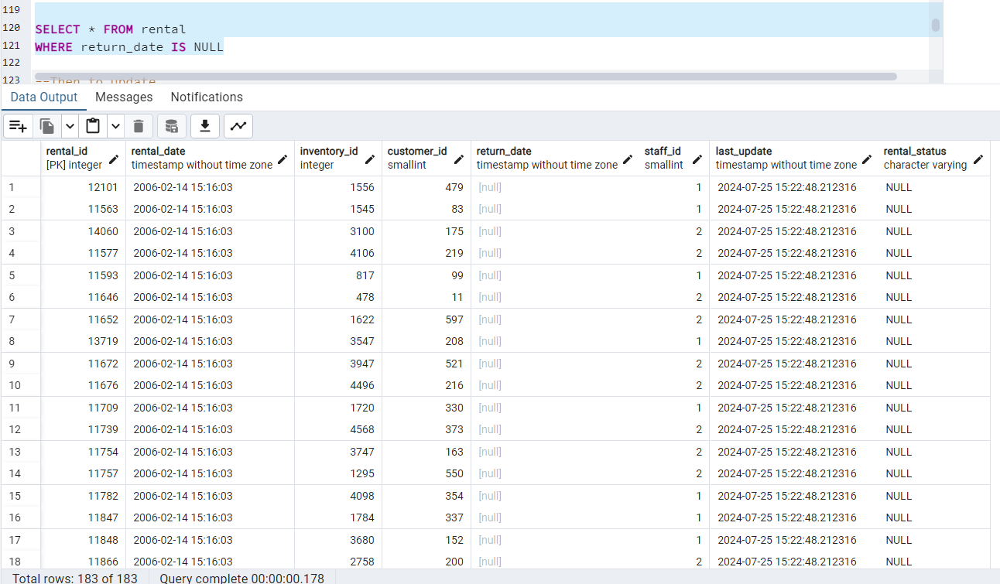 119
120 SELECT * FROM rental
121 WHERE return_date IS NULL
122
123 --Then to update
Data Output Messages Notifications
rental_id rental_date inventory_id customer_id return_date staff_id last_update rental_status
[PK] integer timestamp without time zone integer smallint timestamp without time zone smallint timestamp without time zone character varying
1 12101 2006-02-14 15:16:03 1556 479 [null] 1 2024-07-25 15:22:48.212316 NULL
2 11563 2006-02-14 15:16:03 1545 83 [null] 1 2024-07-25 15:22:48.212316 NULL
3 14060 2006-02-14 15:16:03 3100 175 [null] 2 2024-07-25 15:22:48.212316 NULL
4 11577 2006-02-14 15:16:03 4106 219 [null] 2 2024-07-25 15:22:48.212316 NULL
5 11593 2006-02-14 15:16:03 817 99 [null] 1 2024-07-25 15:22:48.212316 NULL
6 11646 2006-02-14 15:16:03 478 11 [null] 2 2024-07-25 15:22:48.212316 NULL
7 11652 2006-02-14 15:16:03 1622 597 [null] 2 2024-07-25 15:22:48.212316 NULL
8 13719 2006-02-14 15:16:03 3547 208 [null] 1 2024-07-25 15:22:48.212316 NULL
9 11672 2006-02-14 15:16:03 3947 521 [null] 2 2024-07-25 15:22:48.212316 NULL
10 11676 2006-02-14 15:16:03 4496 216 [null] 2 2024-07-25 15:22:48.212316 NULL
11 11709 2006-02-14 15:16:03 1720 330 [null] 1 2024-07-25 15:22:48.212316 NULL
12 11739 2006-02-14 15:16:03 4568 373 [null] 2 2024-07-25 15:22:48.212316 NULL
13 11754 2006-02-14 15:16:03 3747 163 [null] 2 2024-07-25 15:22:48.212316 NULL
14 11757 2006-02-14 15:16:03 1295 550 [null] 2 2024-07-25 15:22:48.212316 NULL
15 11782 2006-02-14 15:16:03 4098 354 [null] 1 2024-07-25 15:22:48.212316 NULL
16 11847 2006-02-14 15:16:03 1784 337 [null] 1 2024-07-25 15:22:48.212316 NULL
17 11848 2006-02-14 15:16:03 3680 152 [null] 1 2024-07-25 15:22:48.212316 NULL
18 11866 2006-02-14 15:16:03 2758 200 [null] 2 2024-07-25 15:22:48.212316 NULL
Total rows: 183 of 183 Query complete 00:00:00.178